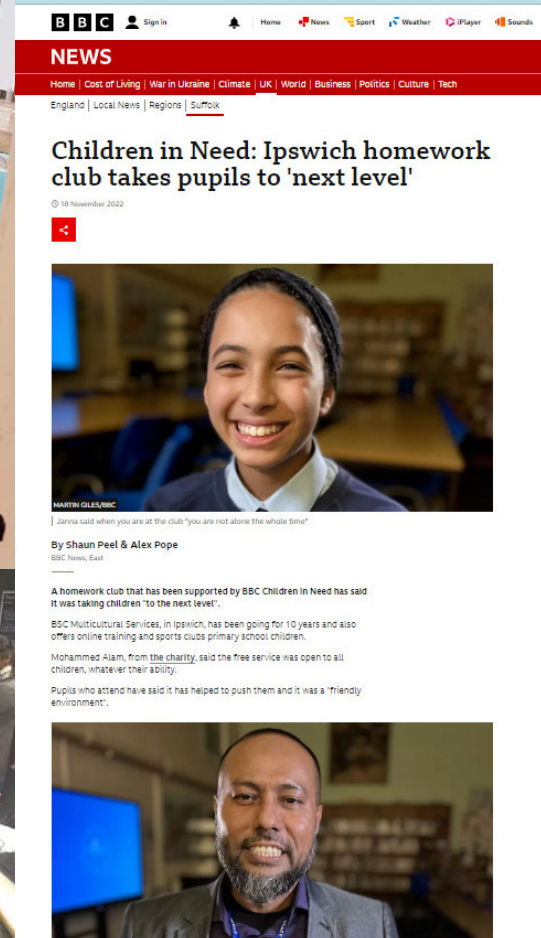 BBC Sign in Home News Sport Weather iPlayer Sounds
NEWS
Home | Cost of Living | War in Ukraine | Climate | UK | World | Business | Politics | Culture | Tech
England | Local News | Regions | Suffolk
Children in Need: Ipswich homework
club takes pupils to 'next level'
18 November 2022
MARTIN GILES/BBC
Janna said when you are at the club "you are not alone the whole time"
By Shaun Peel & Alex Pope
BBC News, East
A homework club that has been supported by BBC Children in Need has said
it was taking children "to the next level".
BSC Multicultural Services, in Ipswich, has been going for 10 years and also
offers online training and sports clubs primary school children.
Mohammed Alam, from the charity, said the free service was open to all
children, whatever their ability.
Pupils who attend have said it has helped to push them and it was a "friendly
environment".